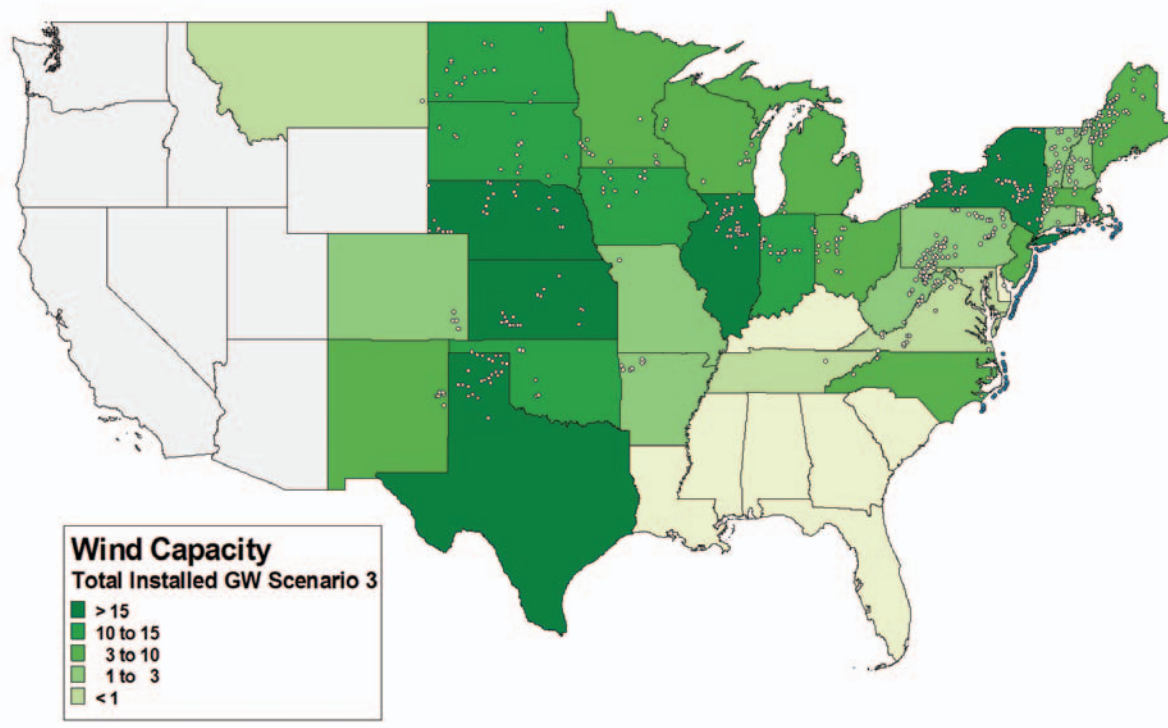 Wind Capacity
Total Installed GW Scenario 3
> 15
10 to 15
3 to 10
1 to 3
< 1